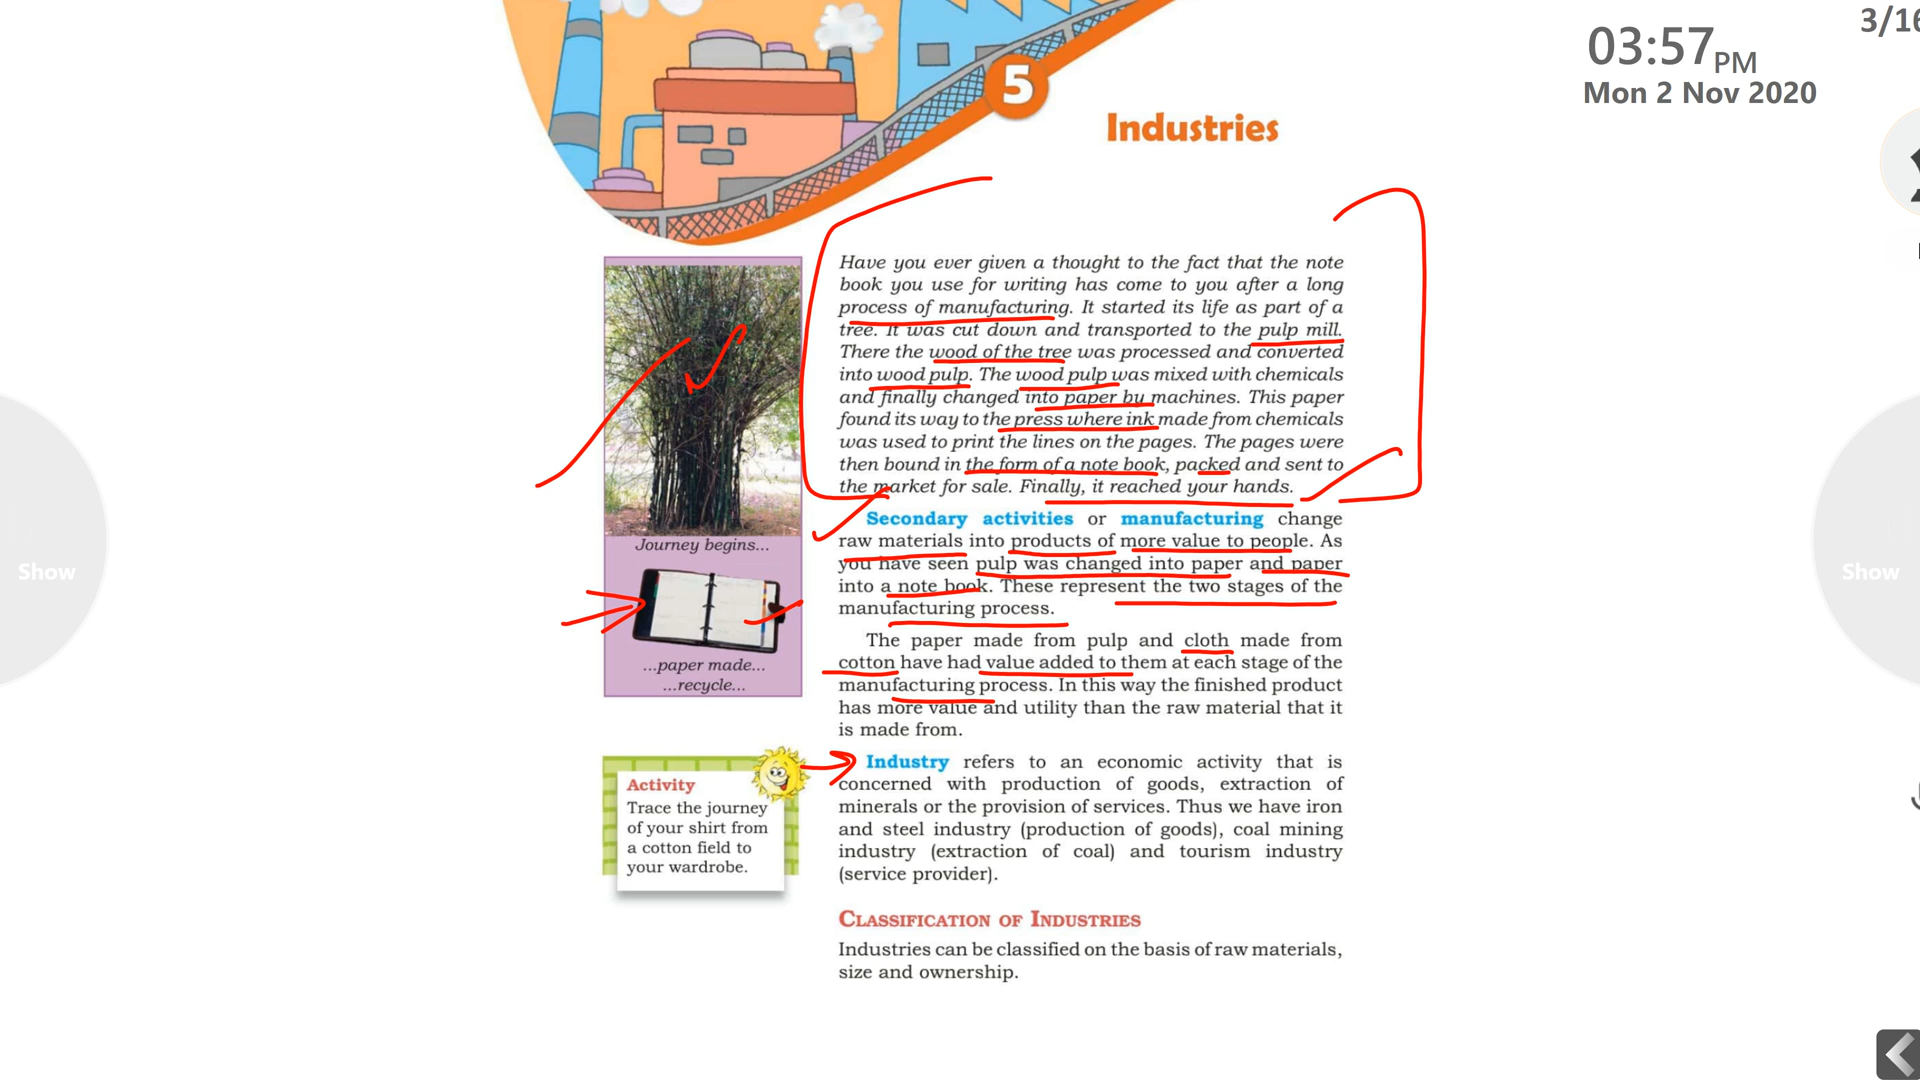 03:57 PM
Mon 2 Nov 2020
3/16
5
Industries
Have you ever given a thought to the fact that the note
book you use for writing has come to you after a long
process of manufacturing. It started its life as part of a
tree. It was cut down and transported to the pulp mill.
There the wood of the tree was processed and converted
into wood pulp. The wood pulp was mixed with chemicals
and finally changed into paper by machines. This paper
found its way to the press where ink made from chemicals
was used to print the lines on the pages. The pages were
then bound in the form of a note book, packed and sent to
the market for sale. Finally, it reached your hands.
Secondary activities or manufacturing change
raw materials into products of more value to people. As
you have seen pulp was changed into paper and paper
into a note book. These represent the two stages of the
manufacturing process.
The paper made from pulp and cloth made from
cotton have had value added to them at each stage of the
manufacturing process. In this way the finished product
has more value and utility than the raw material that it
is made from.
Industry refers to an economic activity that is
concerned with production of goods, extraction of
minerals or the provision of services. Thus we have iron
and steel industry (production of goods), coal mining
industry (extraction of coal) and tourism industry
(service provider).
CLASSIFICATION OF INDUSTRIES
Industries can be classified on the basis of raw materials,
size and ownership.
Journey begins...
...paper made...
...recycle...
Activity
Trace the journey
of your shirt from
a cotton field to
your wardrobe.
Show
Show